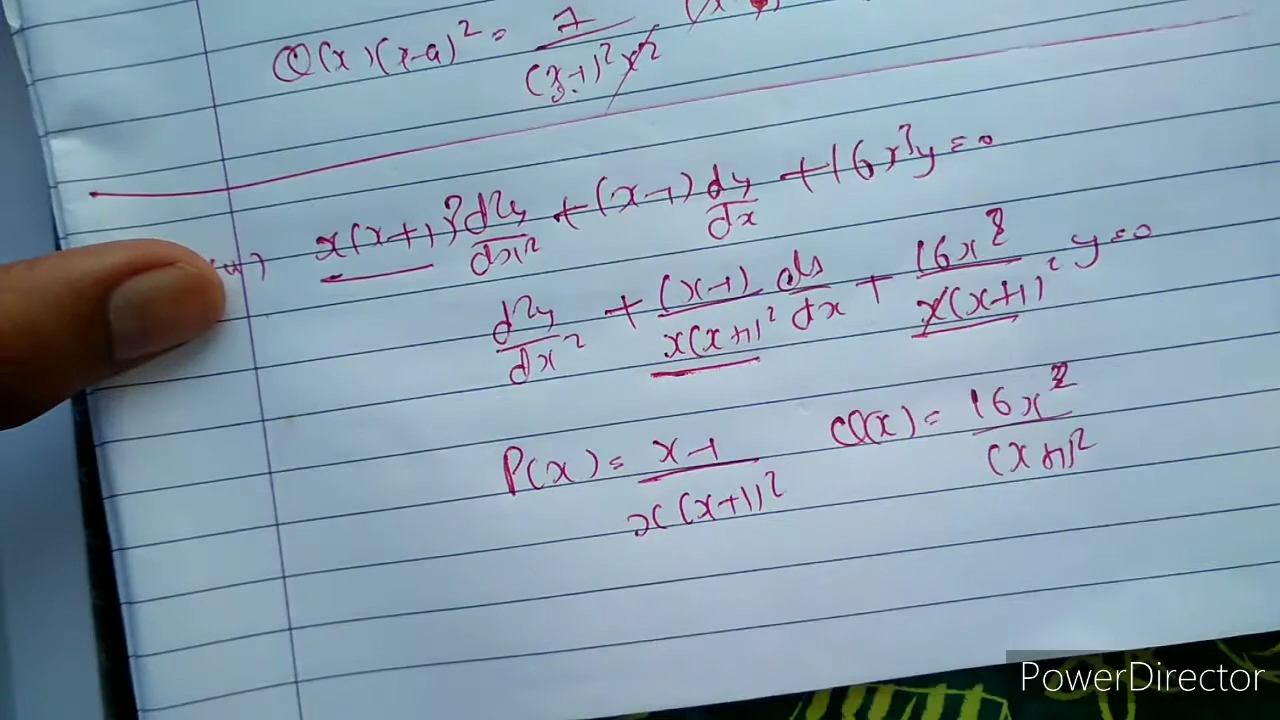 Q(x)(x-a)² = 7/(x-1)²x²
x(x+1)² d²y/dx² + (x-1) dy/dx + 16x³y = 0
d²y/dx² + (x-1)/x(x+1)² dy/dx + 16x²/x(x+1)² y = 0
P(x) = x-1/x(x+1)² Q(x) = 16x²/(x+1)²
PowerDirector